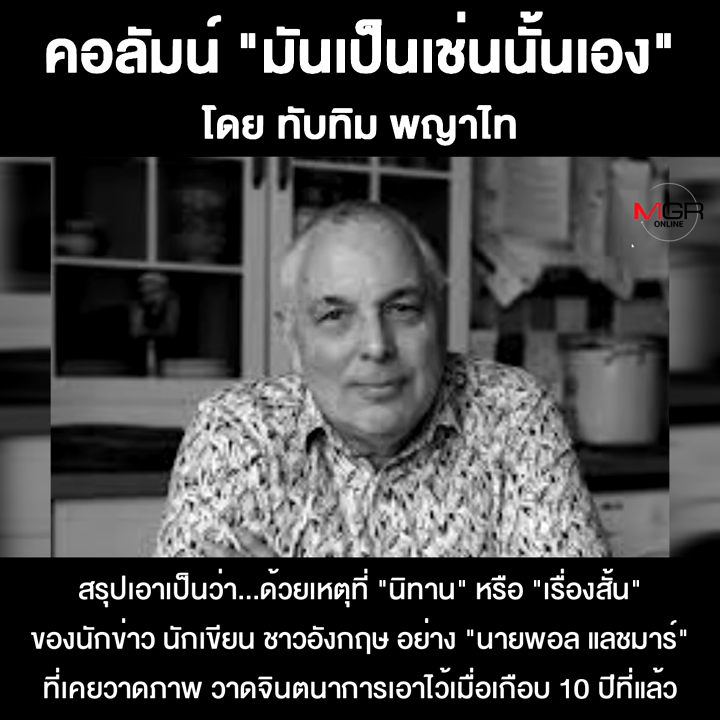 คอลัมน์ "มันเป็นเช่นนั้นเอง"
โดย ทับทิม พญาไท
MGR
ONLINE
สรุปเอาเป็นว่า...ด้วยเหตุที่ "นิทาน" หรือ "เรื่องสั้น"
ของนักข่าว นักเขียน ชาวอังกฤษ อย่าง "นายพอล แลชมาร์"
ที่เคยวาดภาพ วาดจินตนาการเอาไว้เมื่อเกือบ 10 ปีที่แล้ว